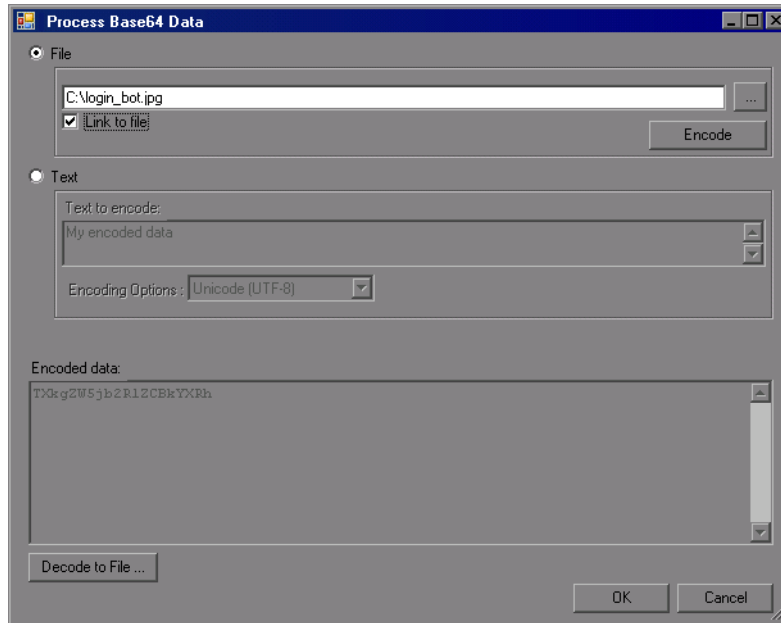 Process Base64 Data
File
C:\login_bot.jpg
...
Link to file
Encode
Text
Text to encode:
My encoded data
Encoding Options : Unicode (UTF-8)
Encoded data:
TXkgZW5jb2RlZCBkYXRh
Decode to File ...
OK Cancel